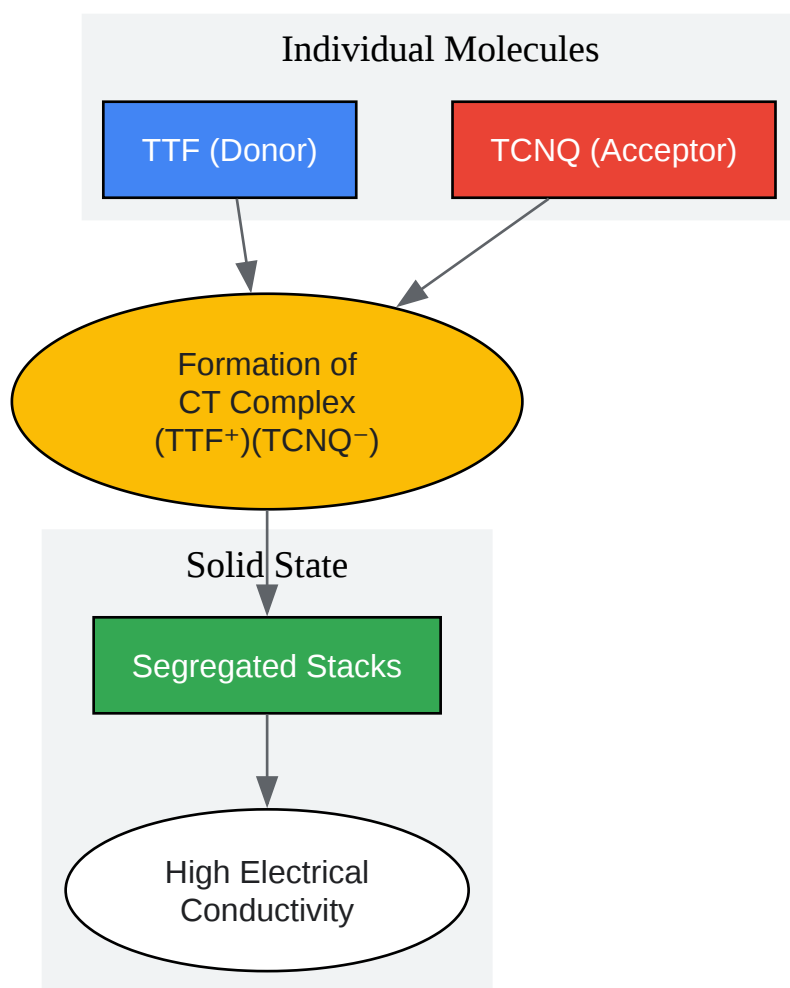 Individual Molecules
TTF (Donor)
TCNQ (Acceptor)
Formation of
CT Complex
(TTF⁺)(TCNQ⁻)
Solid State
Segregated Stacks
High Electrical
Conductivity